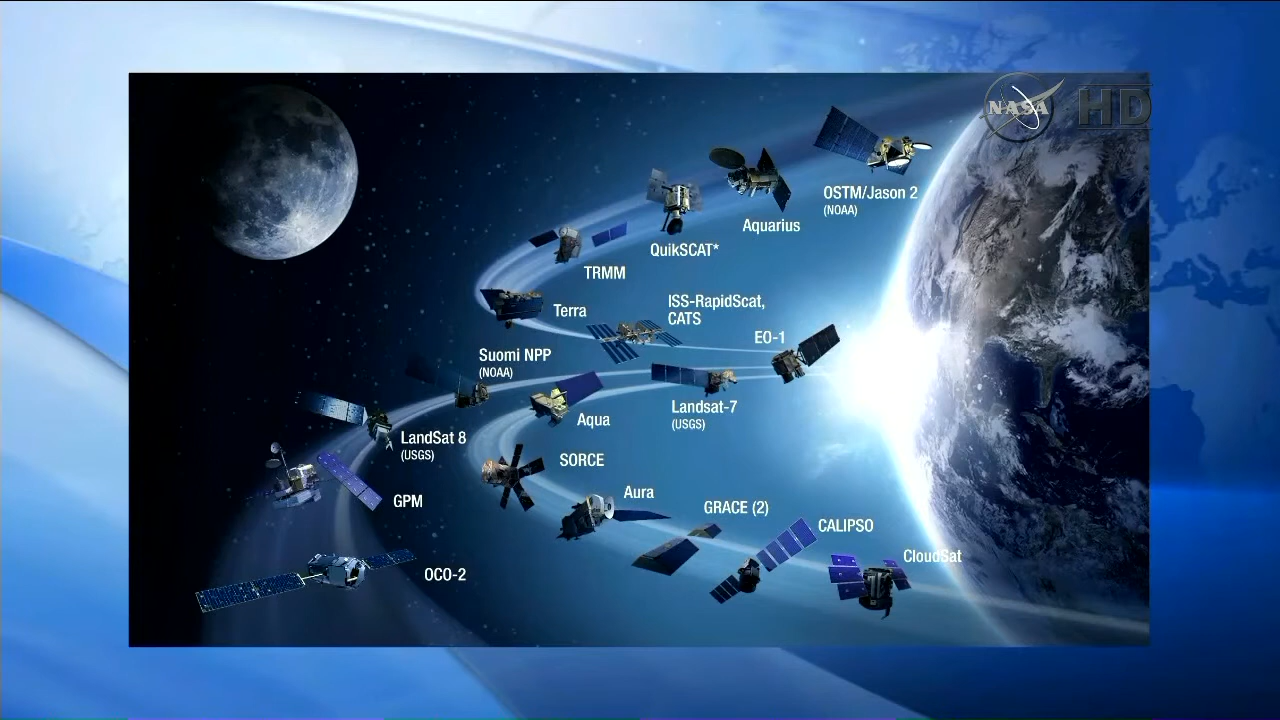 NASA HD
OSTM/Jason 2
(NOAA)
Aquarius
QuikSCAT*
TRMM
Terra
ISS-RapidScat,
CATS
EO-1
Suomi NPP
(NOAA)
Landsat-7
(USGS)
Aqua
LandSat 8
(USGS)
SORCE
GPM
Aura
GRACE (2)
CALIPSO
CloudSat
OCO-2